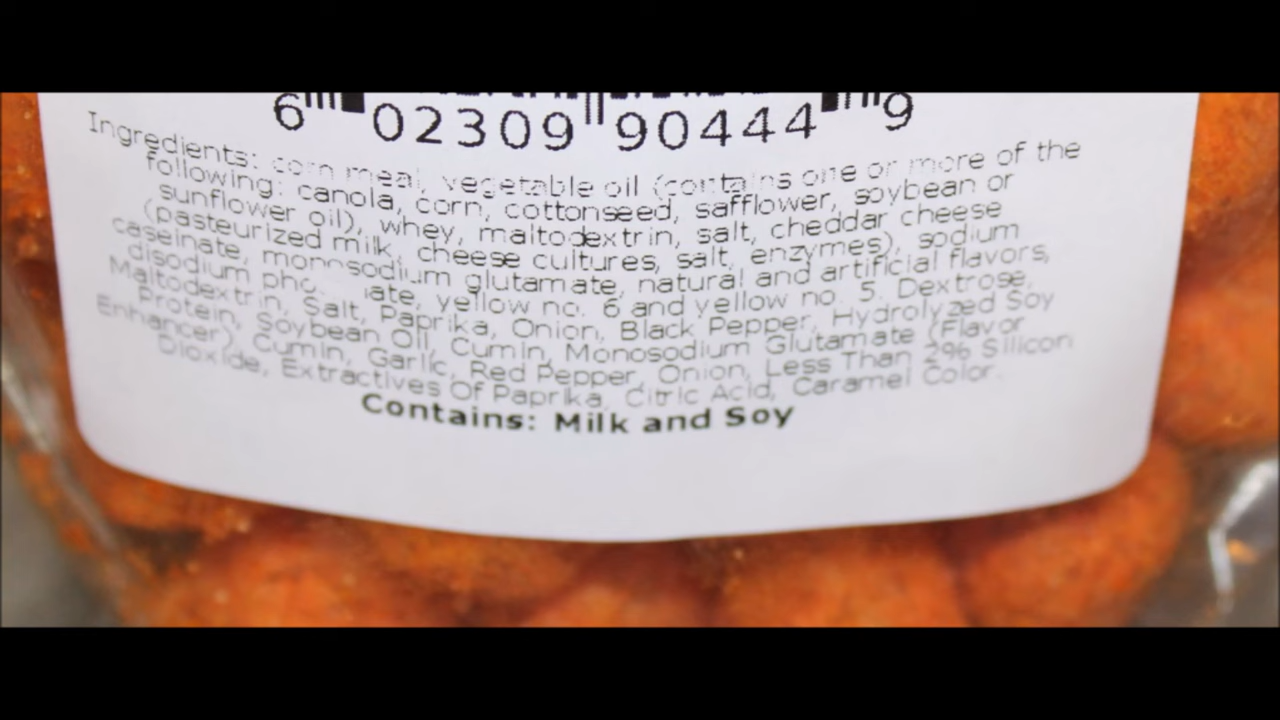 6 02309 90444 9
Ingredients: corn meal, vegetable oil (contains one or more of the
following: canola, corn, cottonseed, safflower, soybean or
sunflower oil), whey, maltodextrin, salt, cheddar cheese
(pasteurized milk, cheese cultures, salt, enzymes), sodium
caseinate, monosodium glutamate, natural and artificial flavors,
disodium yellow no. 6 and yellow no. 5. Dextrose,
Maltodextrin, Salt, Paprika, Onion, Black Pepper, Hydrolyzed Soy
Protein, Soybean Oil, Cumin, Monosodium Glutamate (Flavor
Enhancer), Cumin, Garlic, Red Pepper, Onion, Less Than 2% Silicon
Dioxide, Extractives Of Paprika, Citric Acid, Caramel Color.
Contains: Milk and Soy